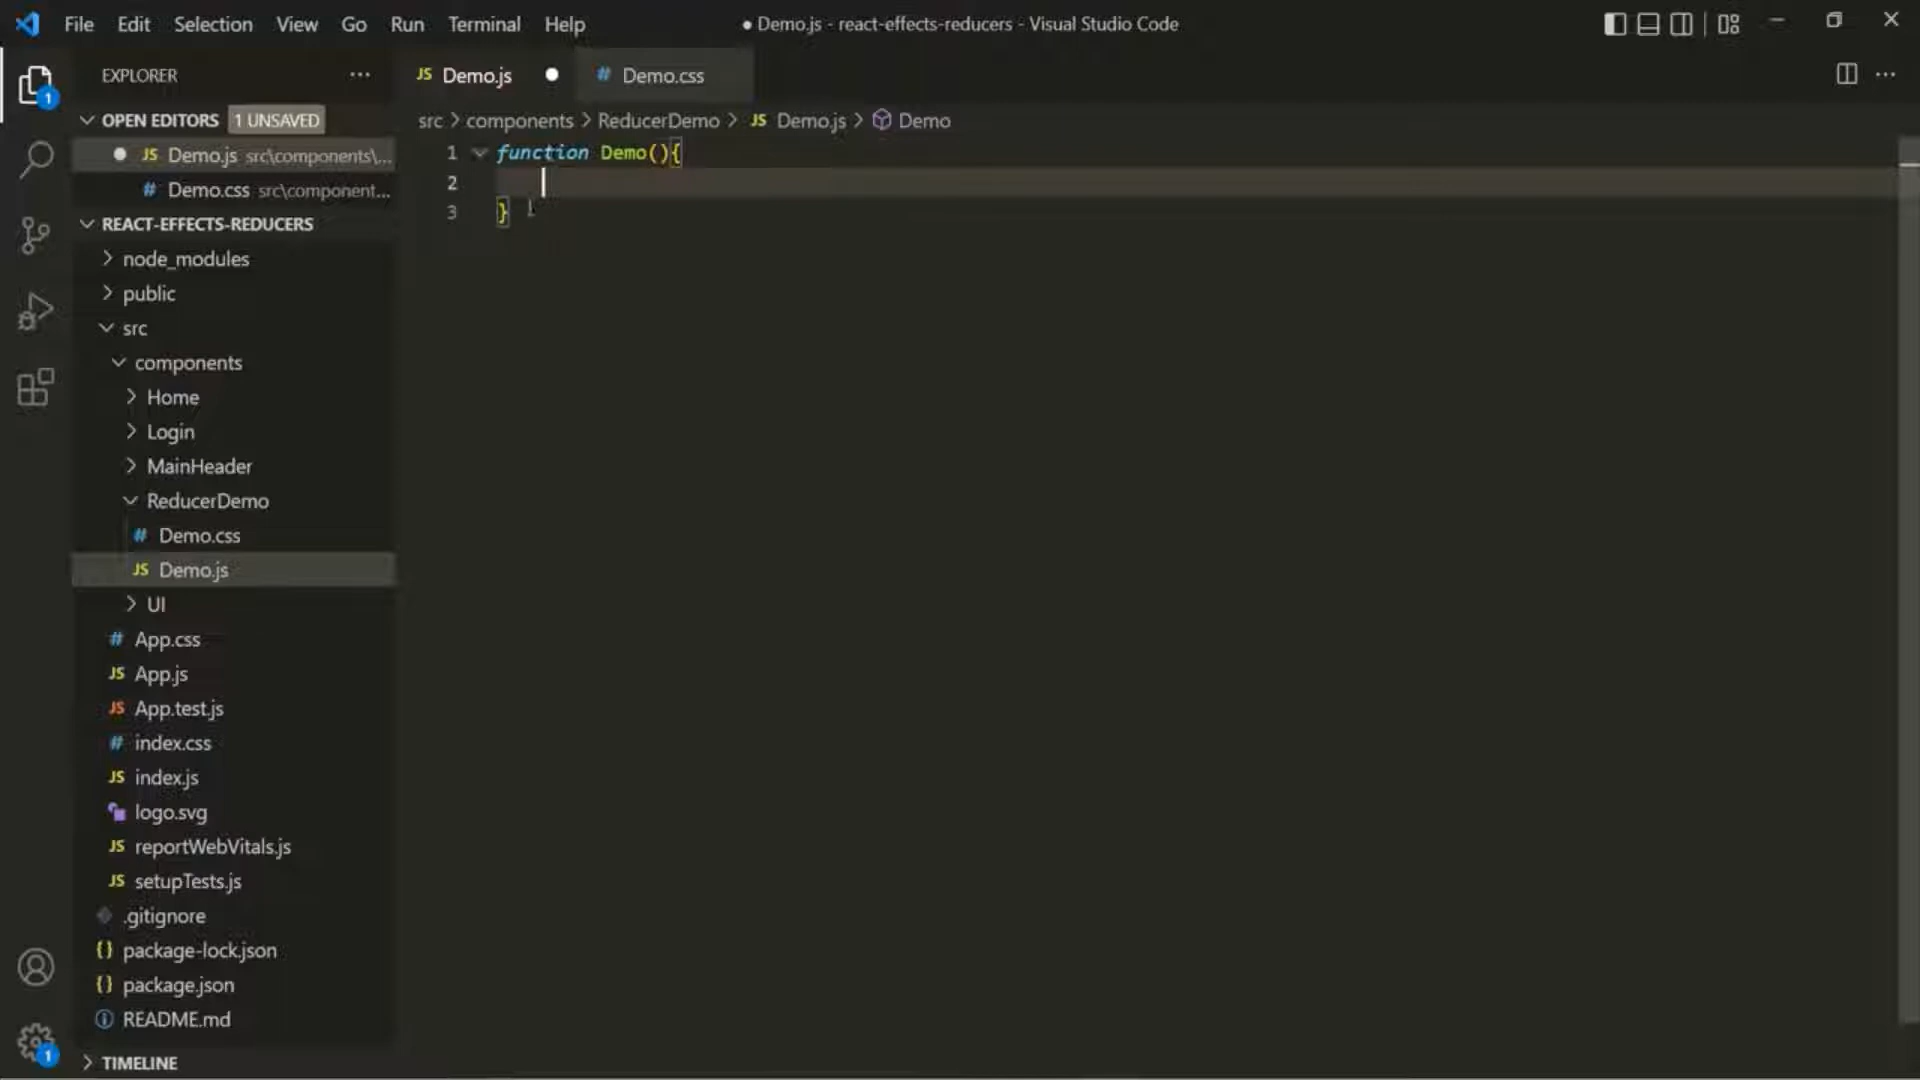 File Edit Selection View Go Run Terminal Help
● Demo.js - react-effects-reducers - Visual Studio Code
EXPLORER
OPEN EDITORS 1 UNSAVED
JS Demo.js src\components\...
# Demo.css src\component...
REACT-EFFECTS-REDUCERS
node_modules
public
src
components
Home
Login
MainHeader
ReducerDemo
# Demo.css
JS Demo.js
UI
# App.css
JS App.js
JS App.test.js
# index.css
JS index.js
logo.svg
JS reportWebVitals.js
JS setupTests.js
.gitignore
{} package-lock.json
{} package.json
README.md
TIMELINE
1
1
JS Demo.js
# Demo.css
src > components > ReducerDemo > JS Demo.js > Demo
1 function Demo(){
2
3 }